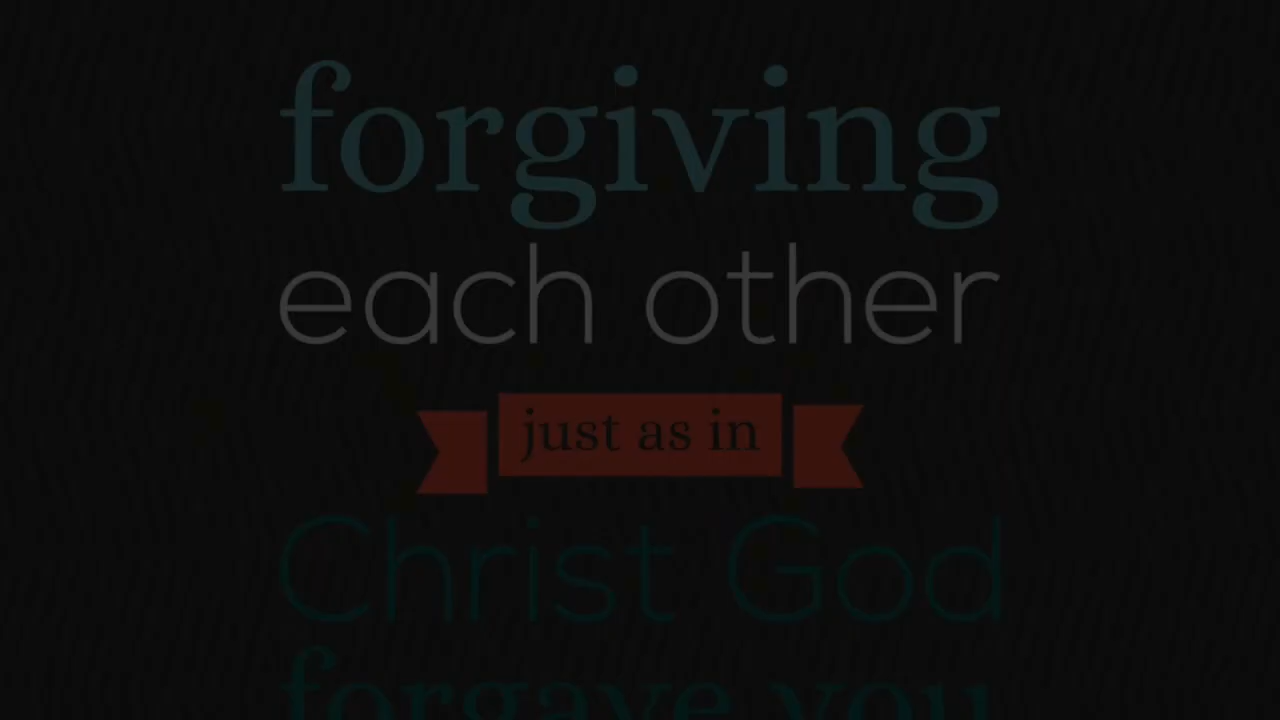 forgiving
each other
just as in
Christ God
forgave you